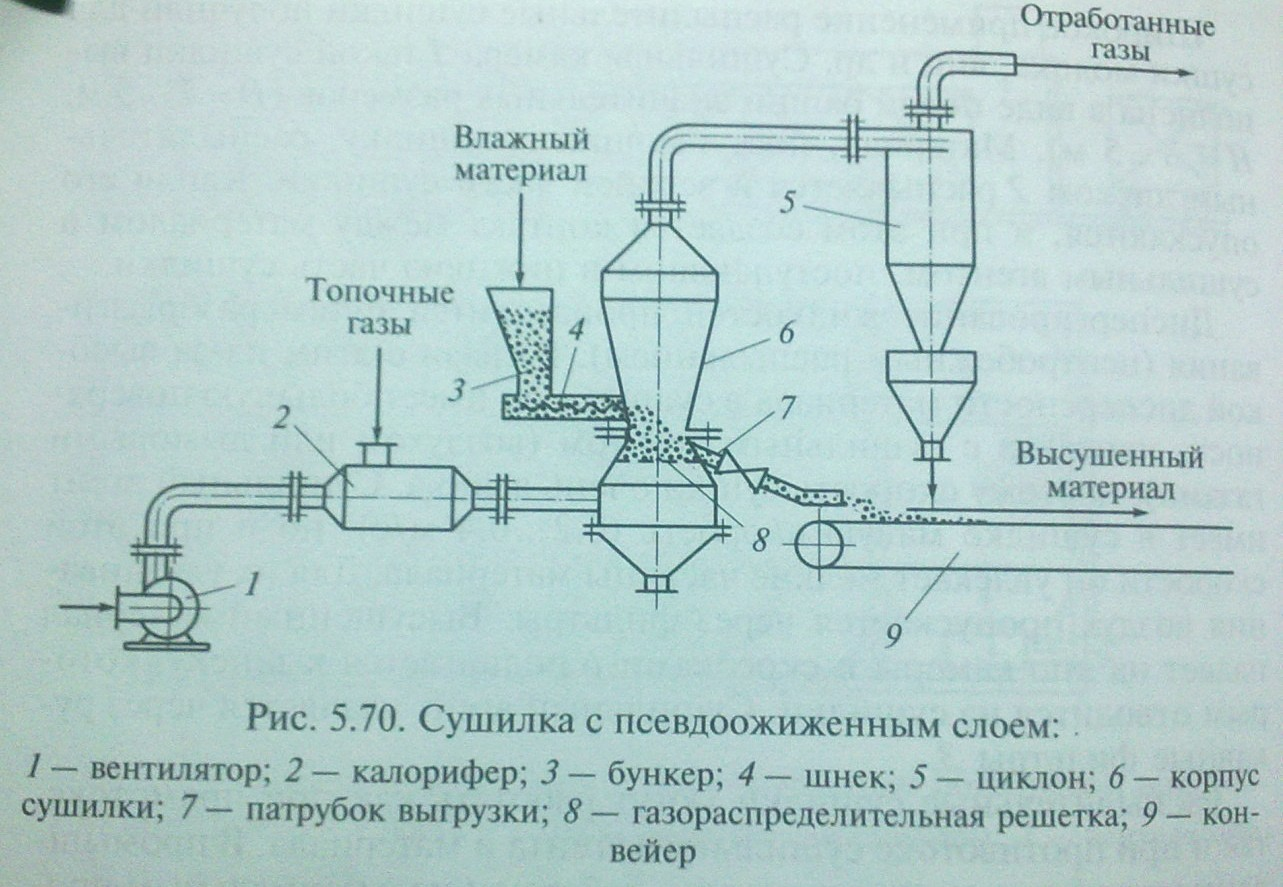 Отработанные
газы
Влажный
материал
5
Топочные
газы
4
6
3
7
2
Высушенный
материал
8
1
9
Рис. 5.70. Сушилка с псевдоожиженным слоем:
1 — вентилятор; 2 — калорифер; 3 — бункер; 4 — шнек; 5 — циклон; 6 — корпус
сушилки; 7 — патрубок выгрузки; 8 — газораспределительная решетка; 9 — кон-
вейер